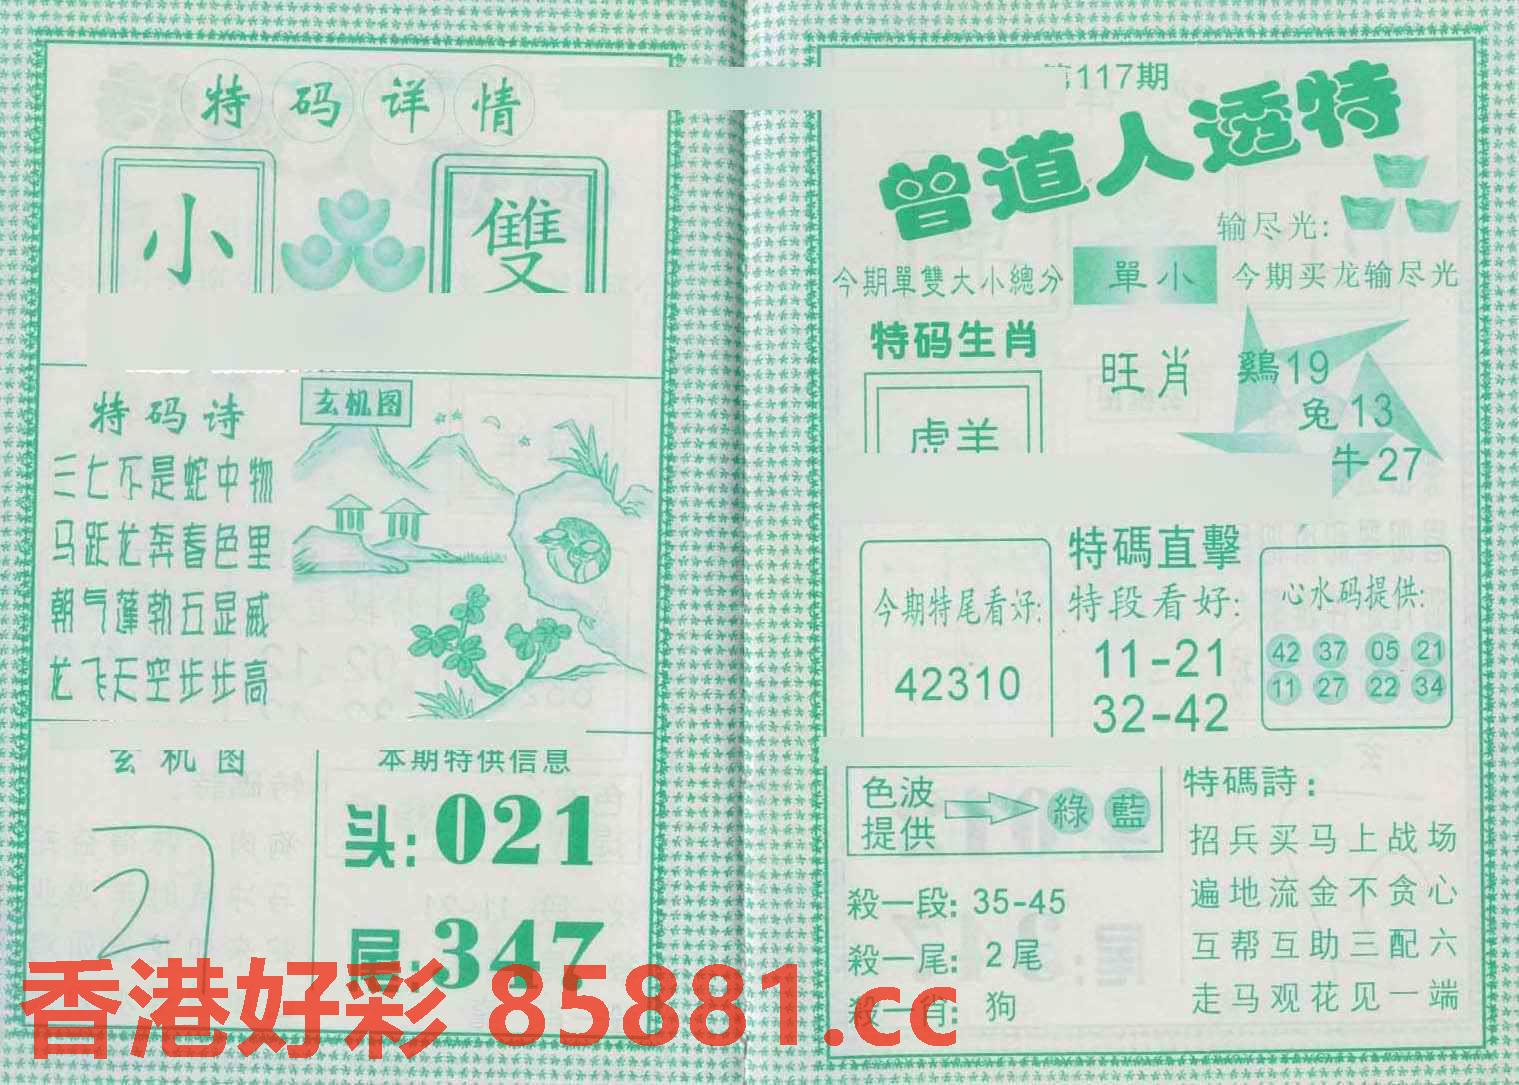 特码详情
小
雙
特码诗
三七不是蛇中物
马跃龙奔春色里
朝气蓬勃五显威
龙飞天空步步高
玄机图
玄机图
本期特供信息
头:021
尾:347
香港好彩 85881.cc
第117期
曾道人透特
输尽光:
今期單雙大小總分
單小
今期买龙输尽光
特码生肖
虎羊
旺肖
鷄19
兔13
牛27
今期特尾看好:
42310
特碼直擊
特段看好:
11-21
32-42
心水码提供:
42 37 05 21
11 27 22 34
色波
提供
綠 藍
殺一段: 35-45
殺一尾: 2尾
殺一肖: 狗
特碼詩:
招兵买马上战场
遍地流金不贪心
互帮互助三配六
走马观花见一端